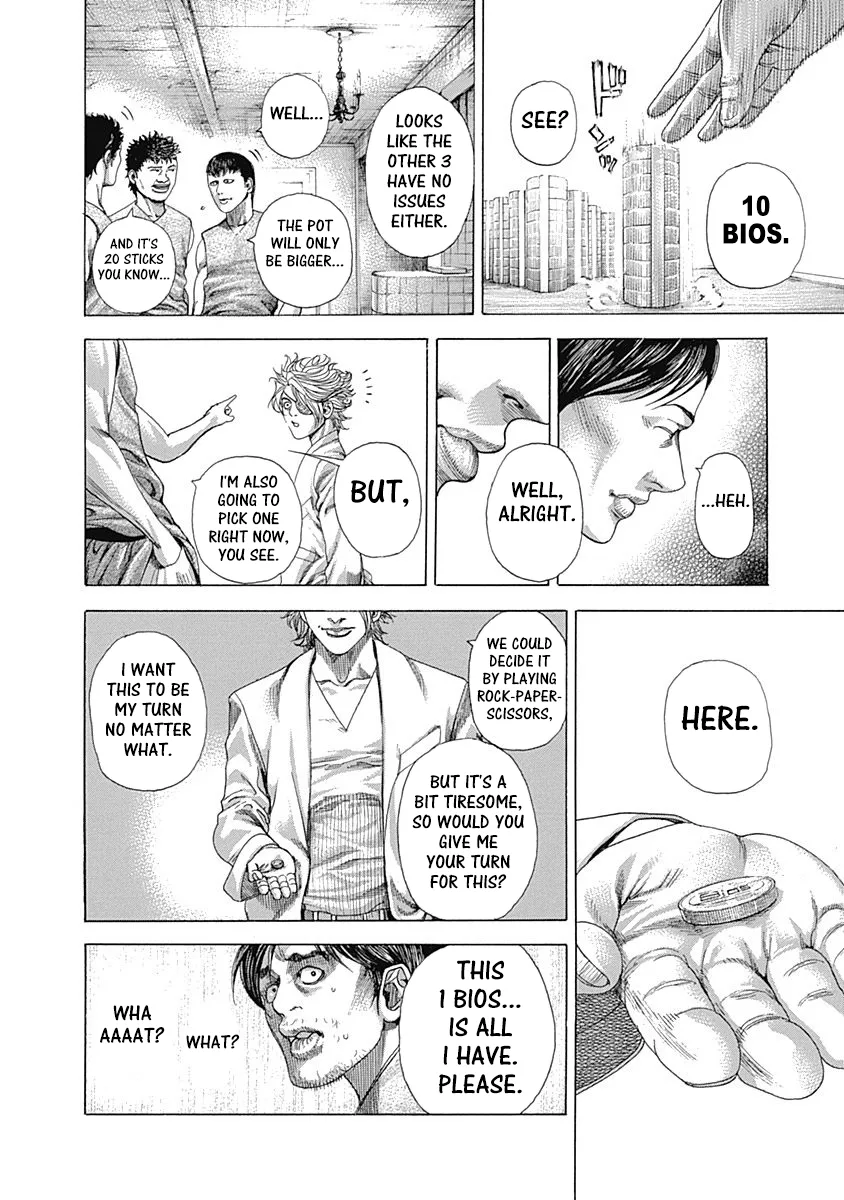 SEE?
ドドン
10
BIOS.
LOOKS
LIKE THE
OTHER 3
HAVE NO
ISSUES
EITHER.
WELL...
THE POT
WILL ONLY
BE BIGGER...
AND IT'S
20 STICKS
YOU KNOW...
...HEH.
WELL,
ALRIGHT.
BUT,
I'M ALSO
GOING TO
PICK ONE
RIGHT NOW,
YOU SEE.
HERE.
Bios
WE COULD
DECIDE IT
BY PLAYING
ROCK-PAPER-
SCISSORS,
BUT IT'S A
BIT TIRESOME,
SO WOULD YOU
GIVE ME
YOUR TURN
FOR THIS?
I WANT
THIS TO BE
MY TURN
NO MATTER
WHAT.
THIS
1 BIOS...
IS ALL
I HAVE.
PLEASE.
WHAT?
WHA
AAAAT?